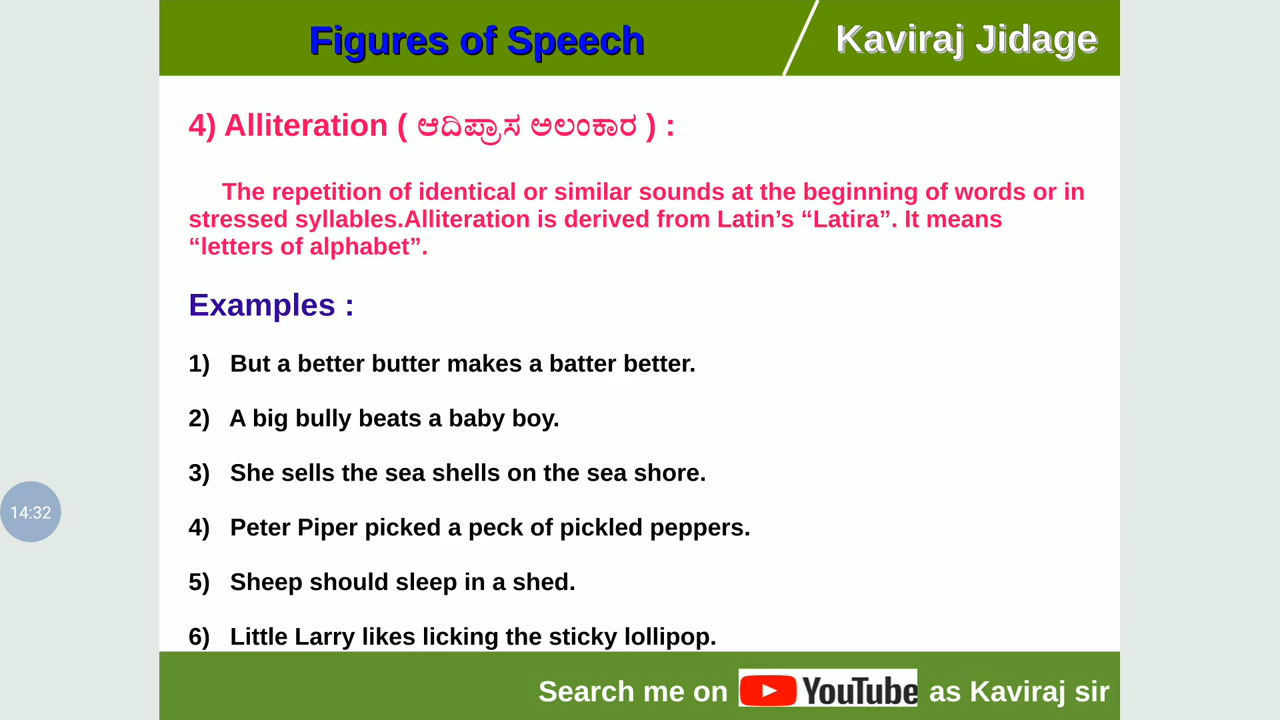 Figures of Speech
Kaviraj Jidage
4) Alliteration ( ಆದಿಪ್ರಾಸ ಅಲಂಕಾರ ) :
The repetition of identical or similar sounds at the beginning of words or in
stressed syllables.Alliteration is derived from Latin’s “Latira”. It means
“letters of alphabet”.
Examples :
1) But a better butter makes a batter better.
2) A big bully beats a baby boy.
3) She sells the sea shells on the sea shore.
14:32
4) Peter Piper picked a peck of pickled peppers.
5) Sheep should sleep in a shed.
6) Little Larry likes licking the sticky lollipop.
Search me on YouTube as Kaviraj sir